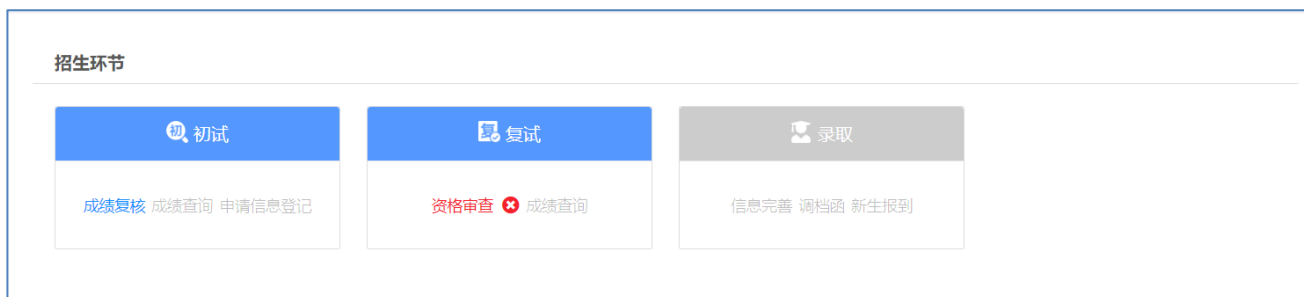 招生环节
初 初试
复 复试
录取
成绩复核 成绩查询 申请信息登记
资格审查 成绩查询
信息完善 调档函 新生报到